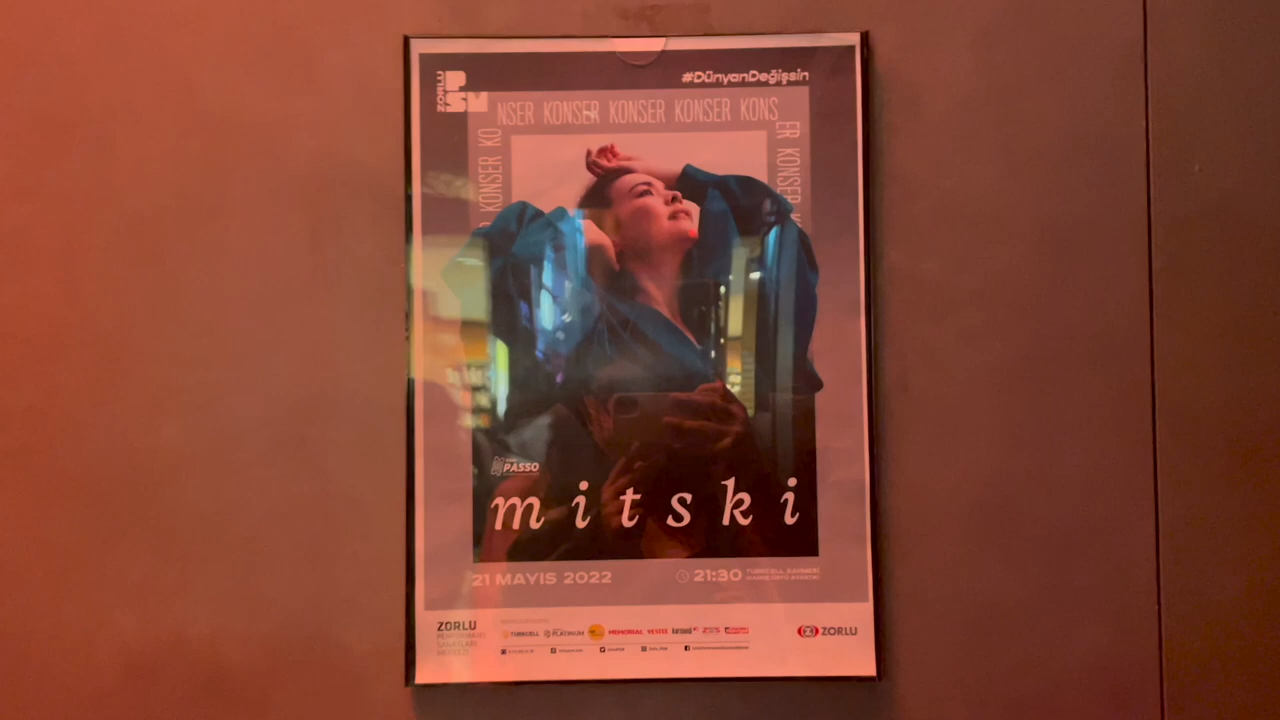 ZORLU
PSM
#DünyanDeğişsin
NSER KONSER KONSER KONSER KONS
KONSER KO
ER KONSER K
PASSO
mitski
21 MAYIS 2022
21:30 TURKCELL SAHNESİ
ZORLU
PERFORMANS
SANATLARI
MERKEZİ
TURKCELL PLATINUM MEMORIAL VESTEL
ZORLU